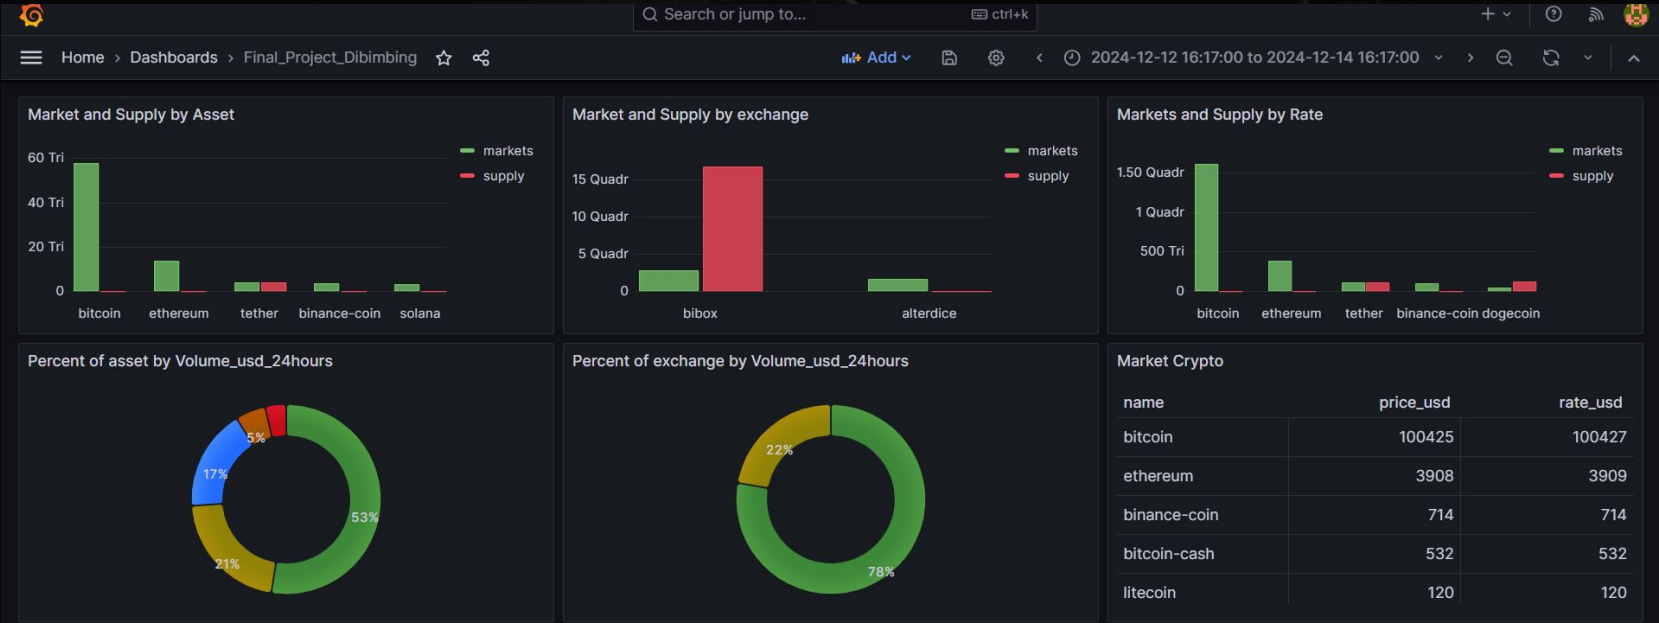 Search or jump to... ctrl+k
Home › Dashboards › Final_Project_Dibimbing Add 2024-12-12 16:17:00 to 2024-12-14 16:17:00
Market and Supply by Asset
markets
supply
60 Tri
40 Tri
20 Tri
0
bitcoin ethereum tether binance-coin solana
Market and Supply by exchange
markets
supply
15 Quadr
10 Quadr
5 Quadr
0
bibox alterdice
Markets and Supply by Rate
markets
supply
1.50 Quadr
1 Quadr
500 Tri
0
bitcoin ethereum tether binance-coin dogecoin
Percent of asset by Volume_usd_24hours
5%
17%
53%
21%
Percent of exchange by Volume_usd_24hours
22%
78%
Market Crypto
name price_usd rate_usd
bitcoin 100425 100427
ethereum 3908 3909
binance-coin 714 714
bitcoin-cash 532 532
litecoin 120 120